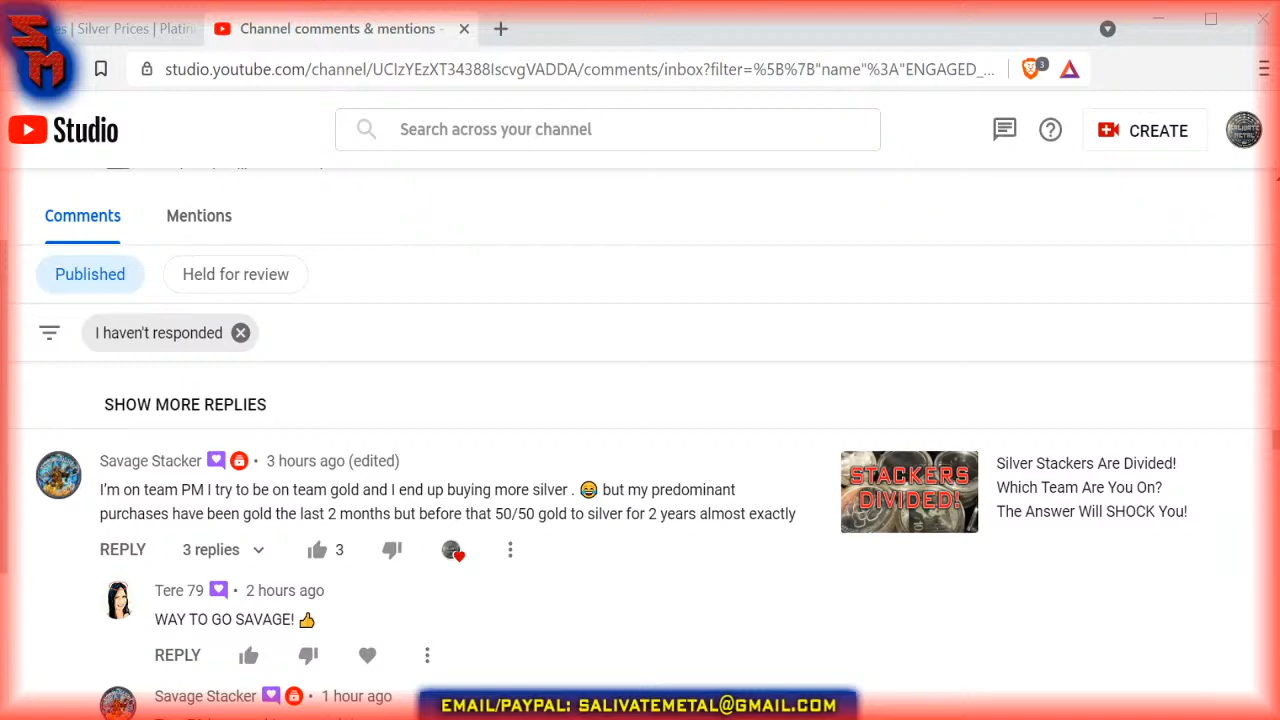 SM
es | Silver Prices | Platin
Channel comments & mentions -
studio.youtube.com/channel/UCIzYEzXT34388IscvgVADDA/comments/inbox?filter=%5B%7B"name"%3A"ENGAGED_...
3
Studio
Search across your channel
CREATE
SALIVATE METAL
Comments
Mentions
Published
Held for review
I haven't responded
SHOW MORE REPLIES
Savage Stacker • 3 hours ago (edited)
I'm on team PM I try to be on team gold and I end up buying more silver . 😂 but my predominant
purchases have been gold the last 2 months but before that 50/50 gold to silver for 2 years almost exactly
REPLY
3 replies
3
STACKERS
DIVIDED!
Silver Stackers Are Divided!
Which Team Are You On?
The Answer Will SHOCK You!
Tere 79 • 2 hours ago
WAY TO GO SAVAGE! 👍
REPLY
Savage Stacker • 1 hour ago
EMAIL/PAYPAL: SALIVATEMETAL@GMAIL.COM